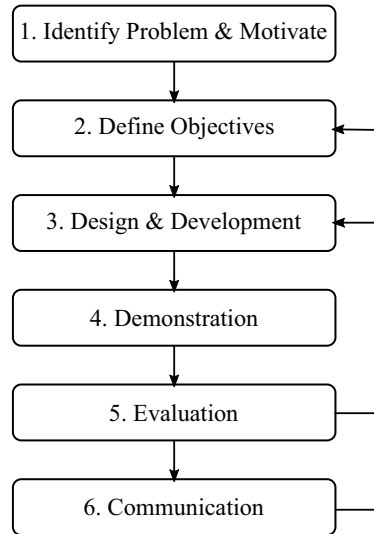 1. Identify Problem & Motivate
2. Define Objectives
3. Design & Development
4. Demonstration
5. Evaluation
6. Communication